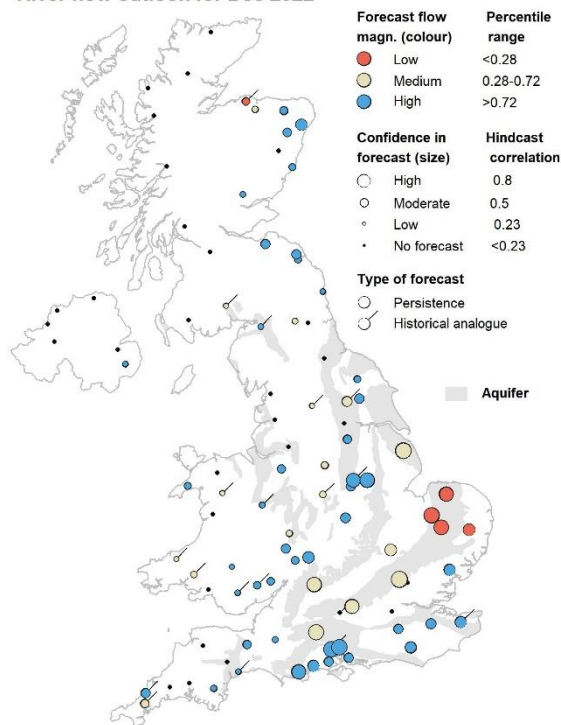 River flow outlook for Dec 2022
Forecast flow Percentile
magn. (colour) range
Low <0.28
Medium 0.28-0.72
High >0.72
Confidence in Hindcast
forecast (size) correlation
High 0.8
Moderate 0.5
Low 0.23
No forecast <0.23
Type of forecast
Persistence
Historical analogue
Aquifer